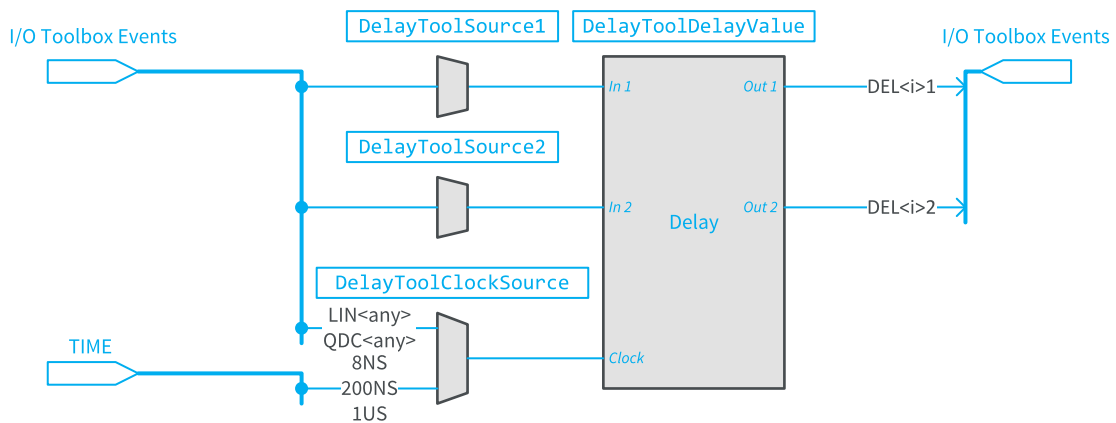 DelayToolSource1
DelayToolDelayValue
I/O Toolbox Events
I/O Toolbox Events
In 1
Out 1
DEL<i>1
DelayToolSource2
In 2
Out 2
DEL<i>2
Delay
DelayToolClockSource
LIN<any>
QDC<any>
TIME
8NS
Clock
200NS
1US